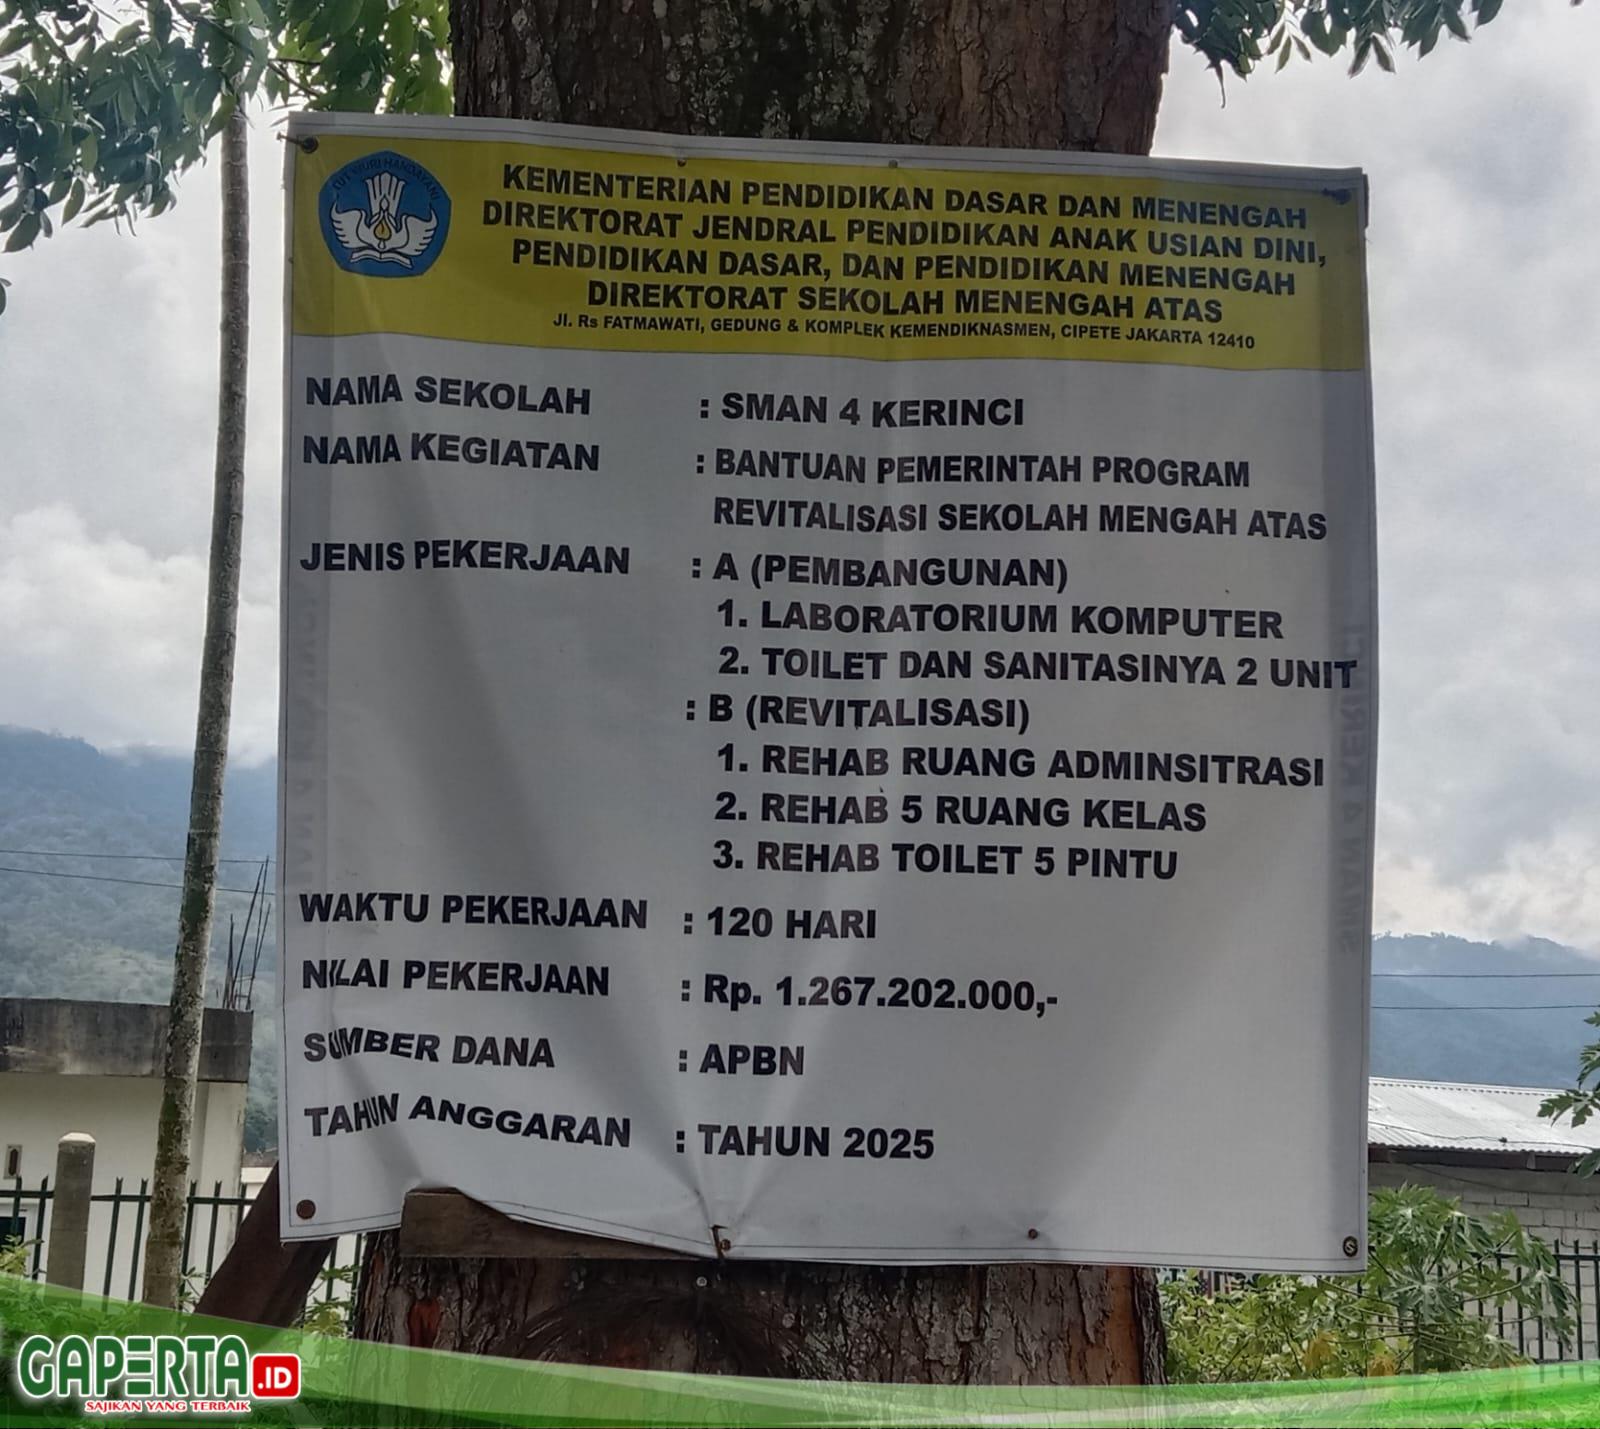 TUT WURI HANDAYANI
KEMENTERIAN PENDIDIKAN DASAR DAN MENENGAH
DIREKTORAT JENDRAL PENDIDIKAN ANAK USIAN DINI,
PENDIDIKAN DASAR, DAN PENDIDIKAN MENENGAH
DIREKTORAT SEKOLAH MENENGAH ATAS
Jl. Rs FATMAWATI, GEDUNG & KOMPLEK KEMENDIKNASMEN, CIPETE JAKARTA 12410
NAMA SEKOLAH : SMAN 4 KERINCI
NAMA KEGIATAN : BANTUAN PEMERINTAH PROGRAM
REVITALISASI SEKOLAH MENGAH ATAS
JENIS PEKERJAAN : A (PEMBANGUNAN)
1. LABORATORIUM KOMPUTER
2. TOILET DAN SANITASINYA 2 UNIT
: B (REVITALISASI)
1. REHAB RUANG ADMINSITRASI
2. REHAB 5 RUANG KELAS
3. REHAB TOILET 5 PINTU
WAKTU PEKERJAAN : 120 HARI
NILAI PEKERJAAN : Rp. 1.267.202.000,-
SUMBER DANA : APBN
TAHUN ANGGARAN : TAHUN 2025
SMAN 4 KERINCI
GAPERTA.ID
SAJIKAN YANG TERBAIK